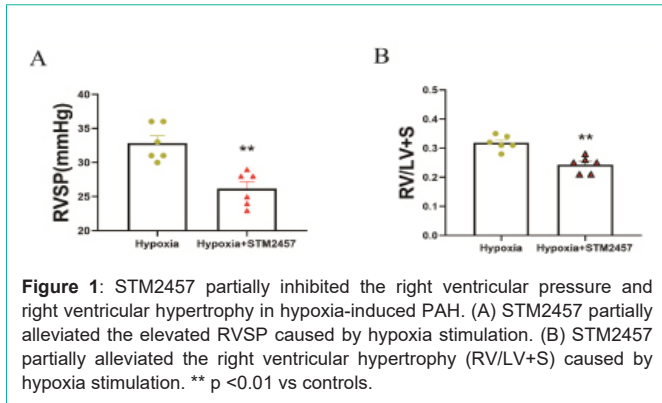 A
B
RVSP(mmHg)
40
35
30
25
20
**
Hypoxia
Hypoxia+STM2457
RV/LV+S
0.5
0.4
0.3
0.2
0.1
0.0
**
Hypoxia
Hypoxia+STM2457
Figure 1: STM2457 partially inhibited the right ventricular pressure and
right ventricular hypertrophy in hypoxia-induced PAH. (A) STM2457 partially
alleviated the elevated RVSP caused by hypoxia stimulation. (B) STM2457
partially alleviated the right ventricular hypertrophy (RV/LV+S) caused by
hypoxia stimulation. ** p <0.01 vs controls.